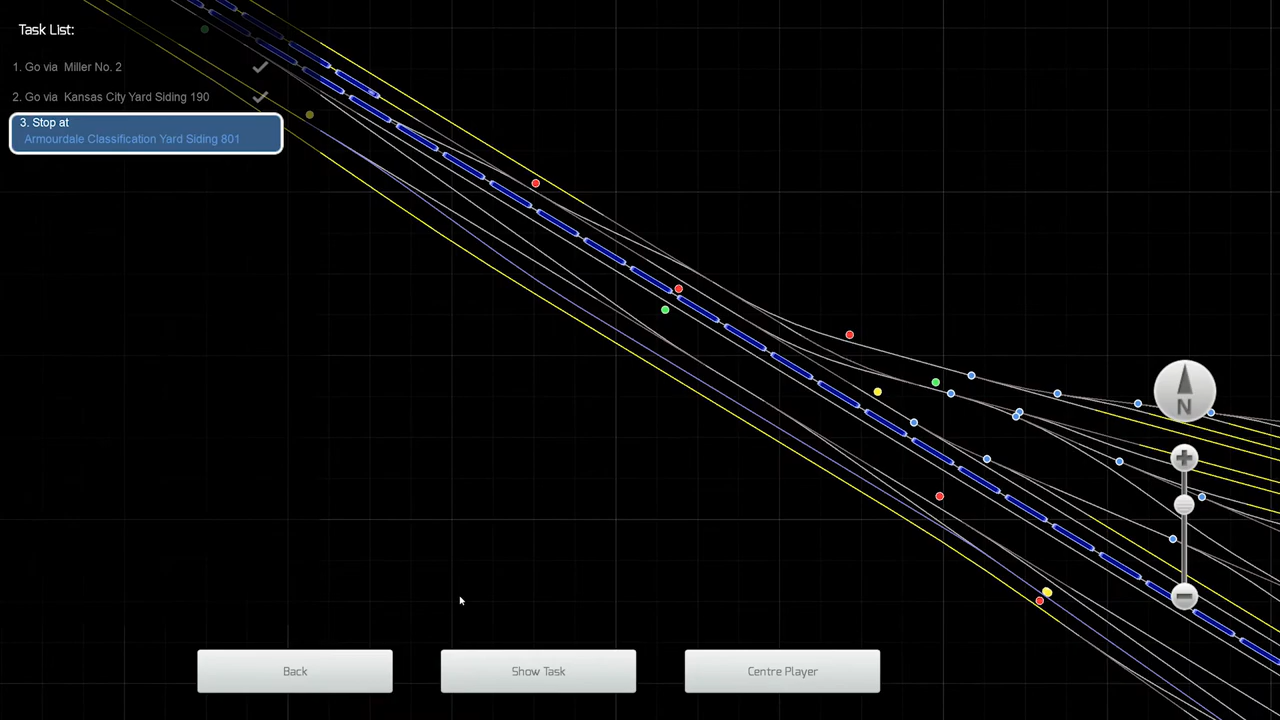 Task List:
1. Go via Miller No. 2
2. Go via Kansas City Yard Siding 190
3. Stop at
Armourdale Classification Yard Siding 801
N
Back
Show Task
Centre Player